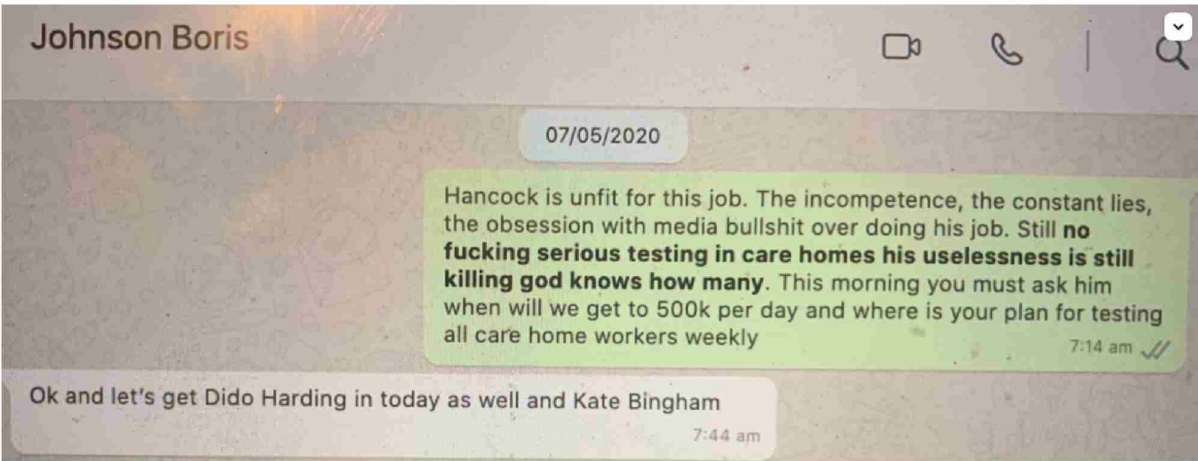 Johnson Boris
07/05/2020
Hancock is unfit for this job. The incompetence, the constant lies,
the obsession with media bullshit over doing his job. Still no
fucking serious testing in care homes his uselessness is still
killing god knows how many. This morning you must ask him
when will we get to 500k per day and where is your plan for testing
all care home workers weekly
7:14 am
Ok and let's get Dido Harding in today as well and Kate Bingham
7:44 am